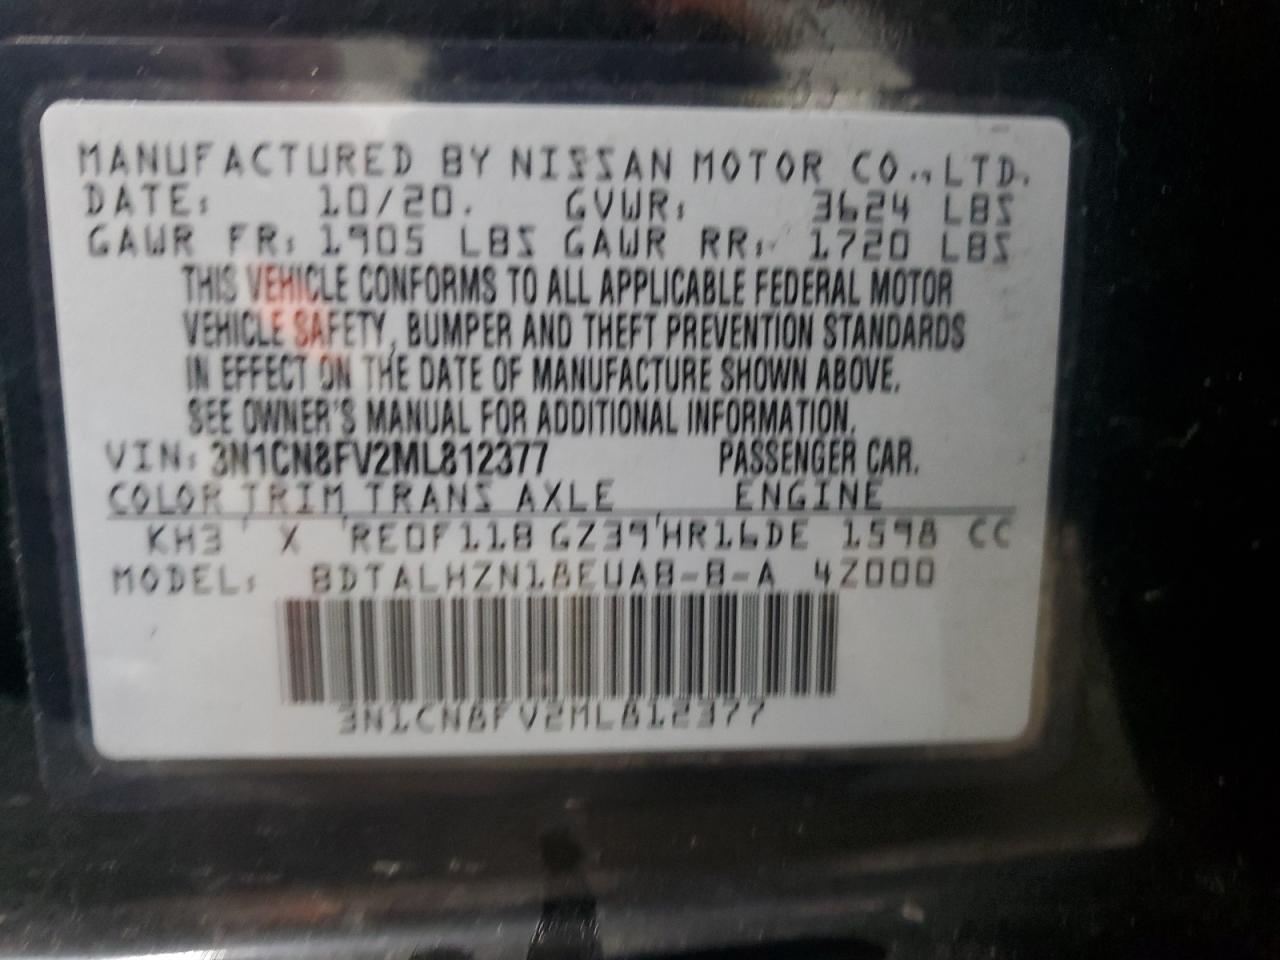 MANUFACTURED BY NISSAN MOTOR CO., LTD.
DATE: 10/20. GVWR: 3624 LBS
GAWR FR: 1905 LBS GAWR RR: 1720 LBS
THIS VEHICLE CONFORMS TO ALL APPLICABLE FEDERAL MOTOR
VEHICLE SAFETY, BUMPER AND THEFT PREVENTION STANDARDS
IN EFFECT ON THE DATE OF MANUFACTURE SHOWN ABOVE.
SEE OWNER'S MANUAL FOR ADDITIONAL INFORMATION.
VIN: 3N1CN8FV2ML812377 PASSENGER CAR.
COLOR TRIM TRANS AXLE ENGINE
KH3 X RE0F11B GZ39 HR16DE 1598 CC
MODEL: BDTALHZN18EUAB-B-A 4Z000
3N1CN8FV2ML812377